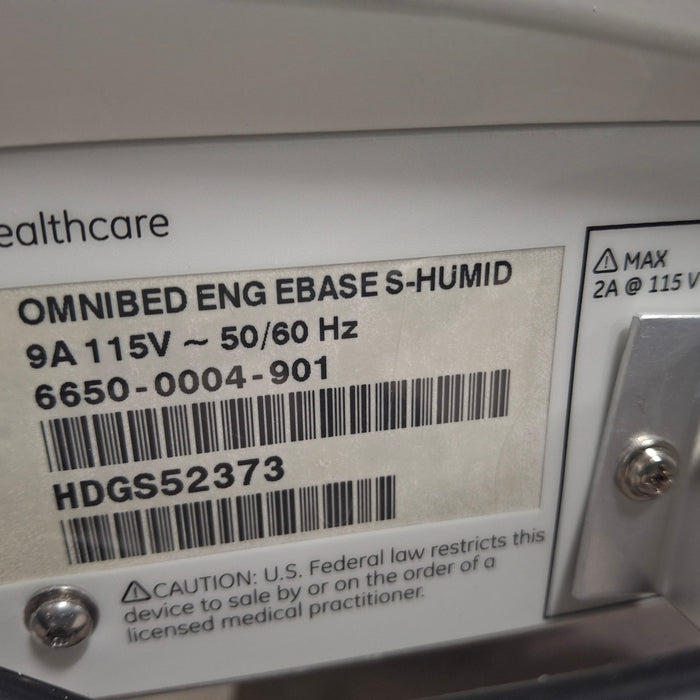 ealthcare
OMNIBED ENG EBASE S-HUMID
9A 115V ~ 50/60 Hz
6650-0004-901
HDGS52373
⚠CAUTION: U.S. Federal law restricts this
device to sale by or on the order of a
licensed medical practitioner.
⚠ MAX
2A @ 115 V